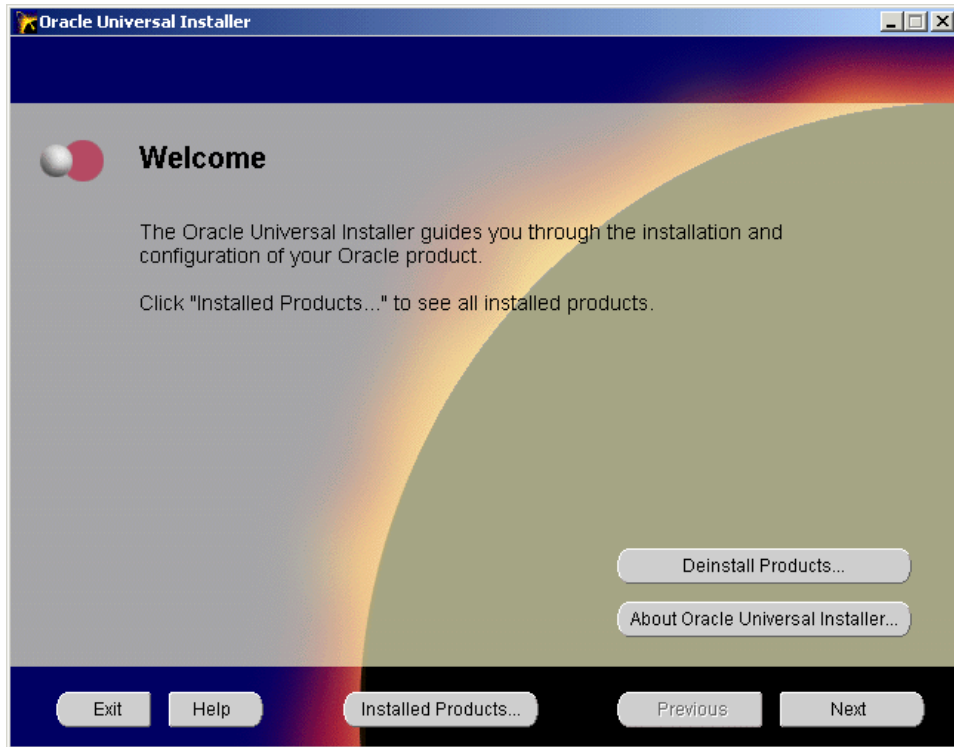 Oracle Universal Installer
Welcome
The Oracle Universal Installer guides you through the installation and
configuration of your Oracle product.
Click "Installed Products..." to see all installed products.
Deinstall Products...
About Oracle Universal Installer...
Exit
Help
Installed Products...
Previous
Next